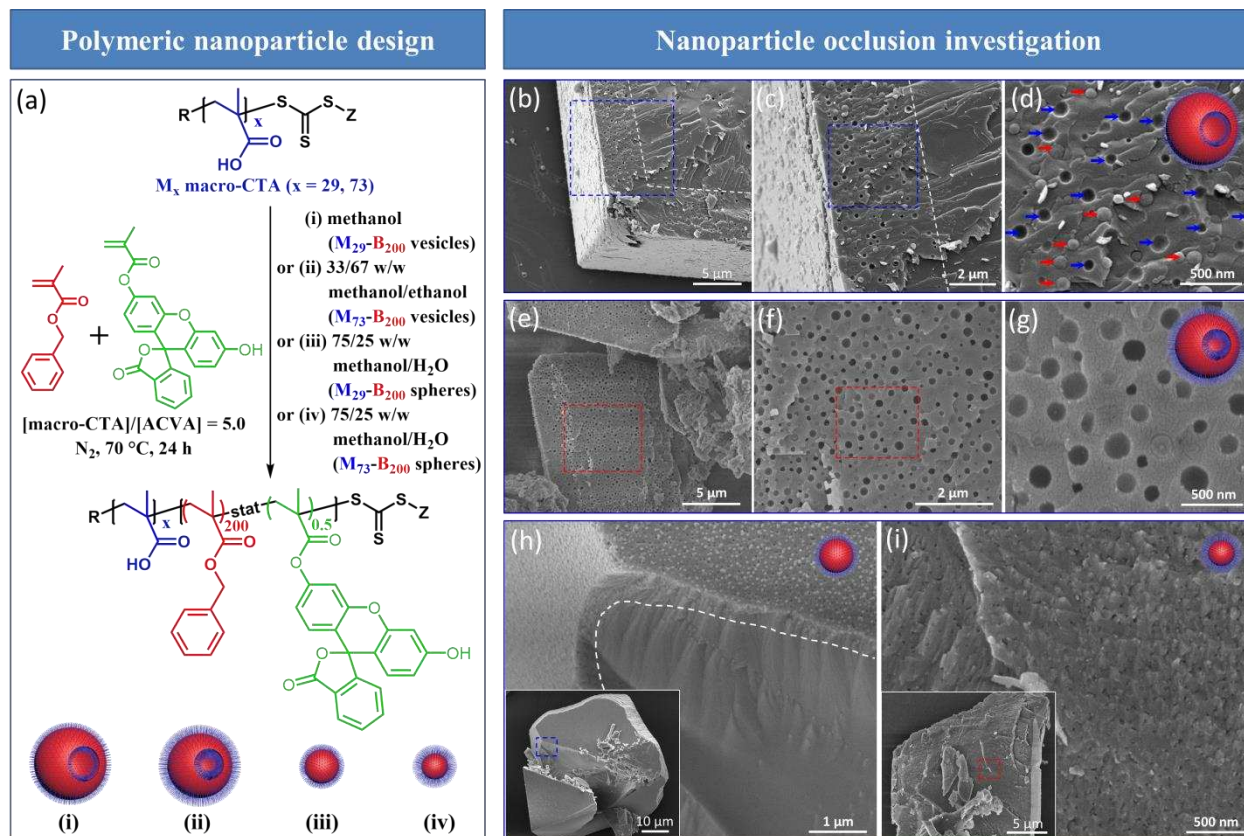 Polymeric nanoparticle design
Nanoparticle occlusion investigation
(a)
R
x
S
S
Z
S
O
HO
Mx macro-CTA (x = 29, 73)
(i) methanol
(M29-B200 vesicles)
or (ii) 33/67 w/w
methanol/ethanol
(M73-B200 vesicles)
or (iii) 75/25 w/w
methanol/H2O
(M29-B200 spheres)
or (iv) 75/25 w/w
methanol/H2O
(M73-B200 spheres)
O
O
+
O
O
O
OH
O
O
[macro-CTA]/[ACVA] = 5.0
N2, 70 °C, 24 h
R
x
200
stat
0.5
S
S
Z
S
HO
O
O
O
O
O
O
OH
O
O
(i)
(ii)
(iii)
(iv)
(b)
5 µm
(c)
2 µm
(d)
500 nm
(e)
5 µm
(f)
2 µm
(g)
500 nm
(h)
10 µm
1 µm
(i)
5 µm
500 nm